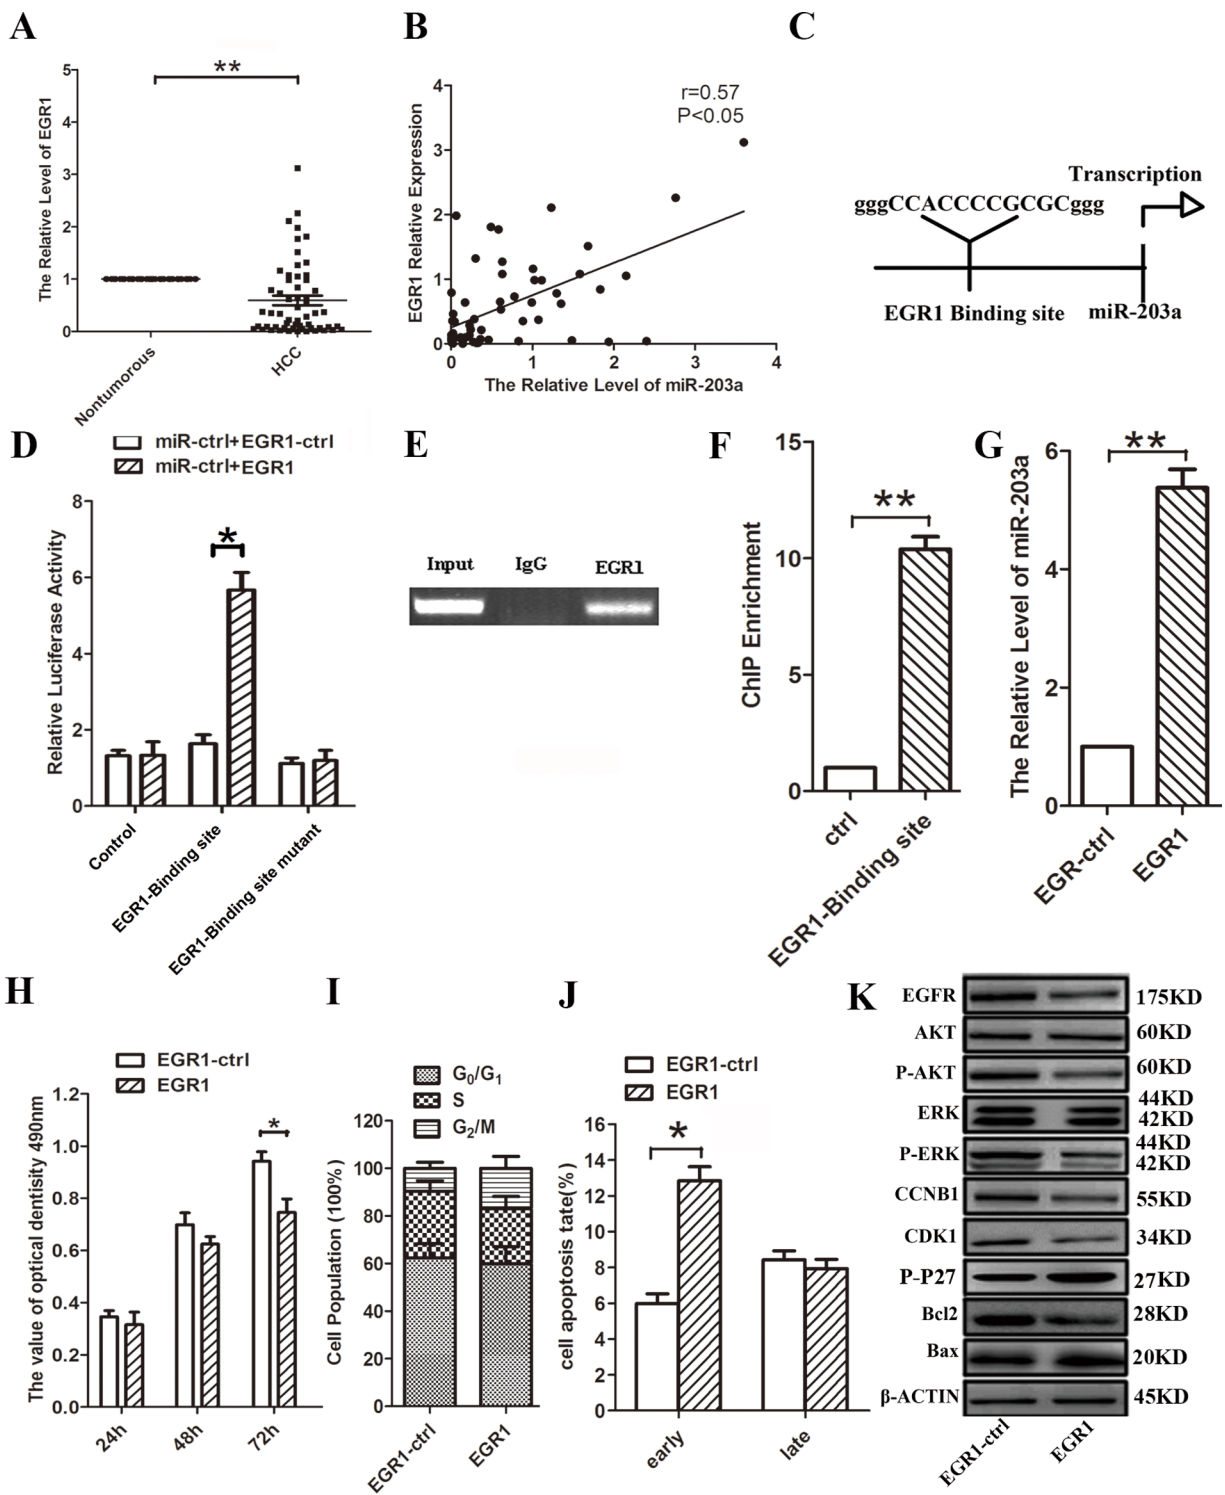 A
B
C
**
5
4
3
2
1
0
The Relative Level of EGR1
Nontumorous
HCC
r=0.57
P<0.05
4
3
2
1
0
EGR1 Relative Expression
0
1
2
3
4
The Relative Level of miR-203a
Transcription
gggCCACCCCCGCGCggg
EGR1 Binding site
miR-203a
D
E
F
G
miR-ctrl+EGR1-ctrl
miR-ctrl+EGR1
8
6
4
2
0
Relative Luciferase Activity
*
Control
EGR1-Binding site
EGR1-Binding site mutant
Input
IgG
EGR1
15
10
5
0
ChIP Enrichment
**
ctrl
EGR1-Binding site
6
4
2
0
The Relative Level of miR-203a
**
EGR-ctrl
EGR1
H
I
J
K
EGR1-ctrl
EGR1
1.2
1.0
0.8
0.6
0.4
0.2
0.0
The value of optical dentisity 490nm
*
24h
48h
72h
G0/G1
S
G2/M
120
100
80
60
40
20
0
Cell Population (100%)
EGR1-ctrl
EGR1
EGR1-ctrl
EGR1
16
14
12
10
8
6
4
2
0
cell apoptosis tate(%)
*
early
late
EGFR
175KD
AKT
60KD
P-AKT
60KD
ERK
44KD
42KD
P-ERK
44KD
42KD
CCNB1
55KD
CDK1
34KD
P-P27
27KD
Bcl2
28KD
Bax
20KD
β-ACTIN
45KD
EGR1-ctrl
EGR1